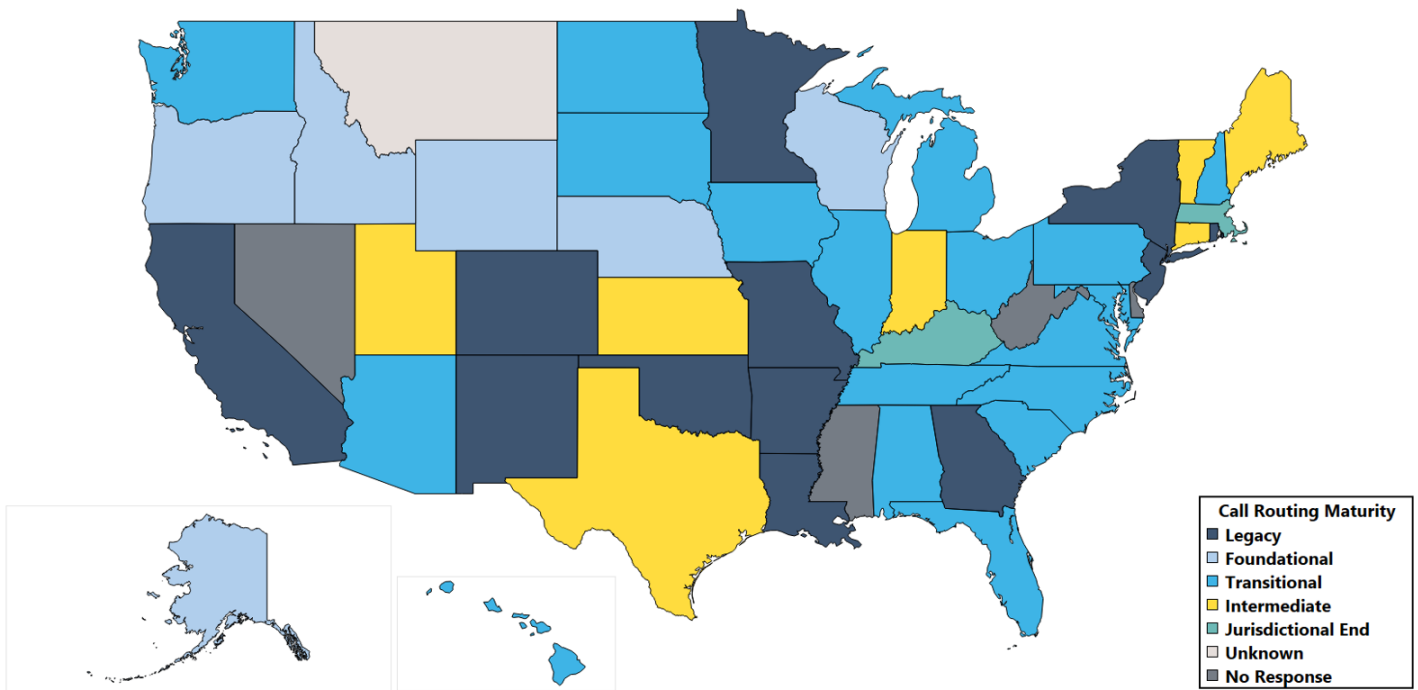 Call Routing Maturity
Legacy
Foundational
Transitional
Intermediate
Jurisdictional End
Unknown
No Response